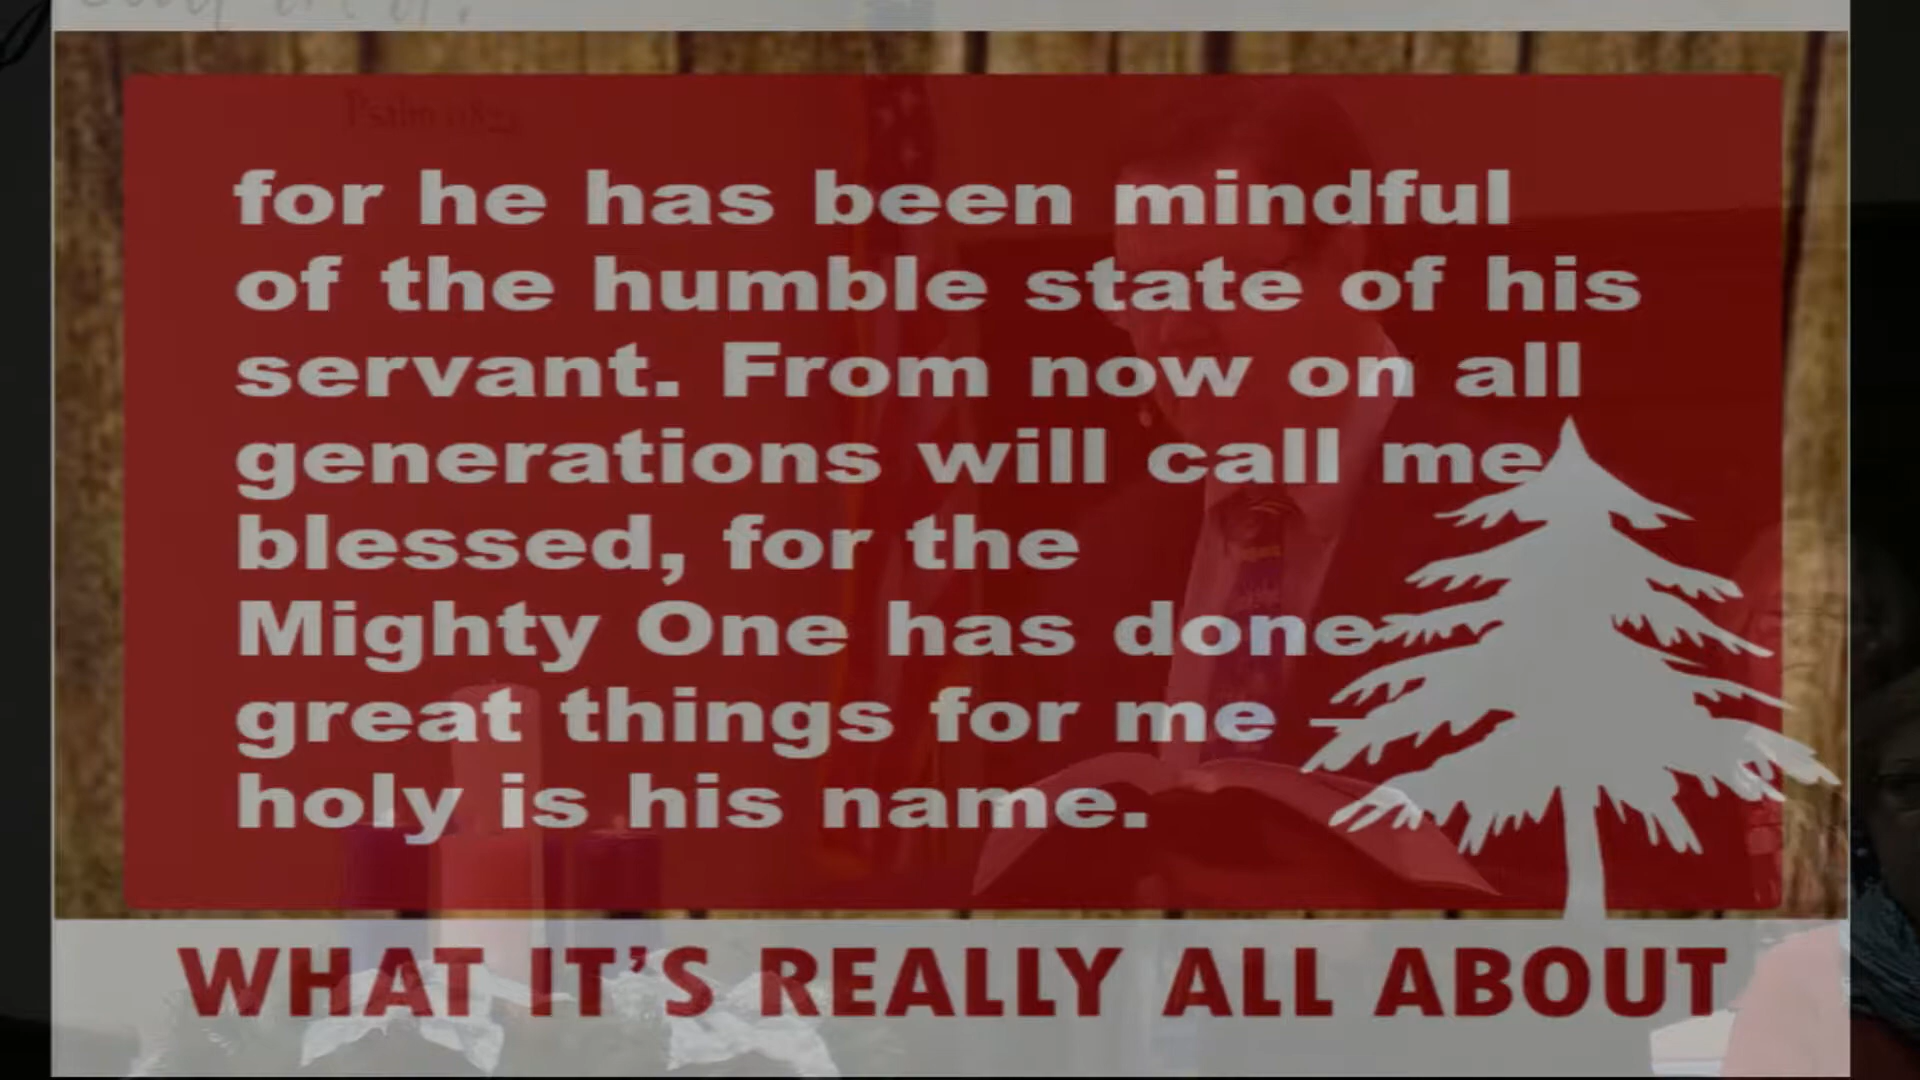 for he has been mindful
of the humble state of his
servant. From now on all
generations will call me
blessed, for the
Mighty One has done
great things for me –
holy is his name.
WHAT IT’S REALLY ALL ABOUT